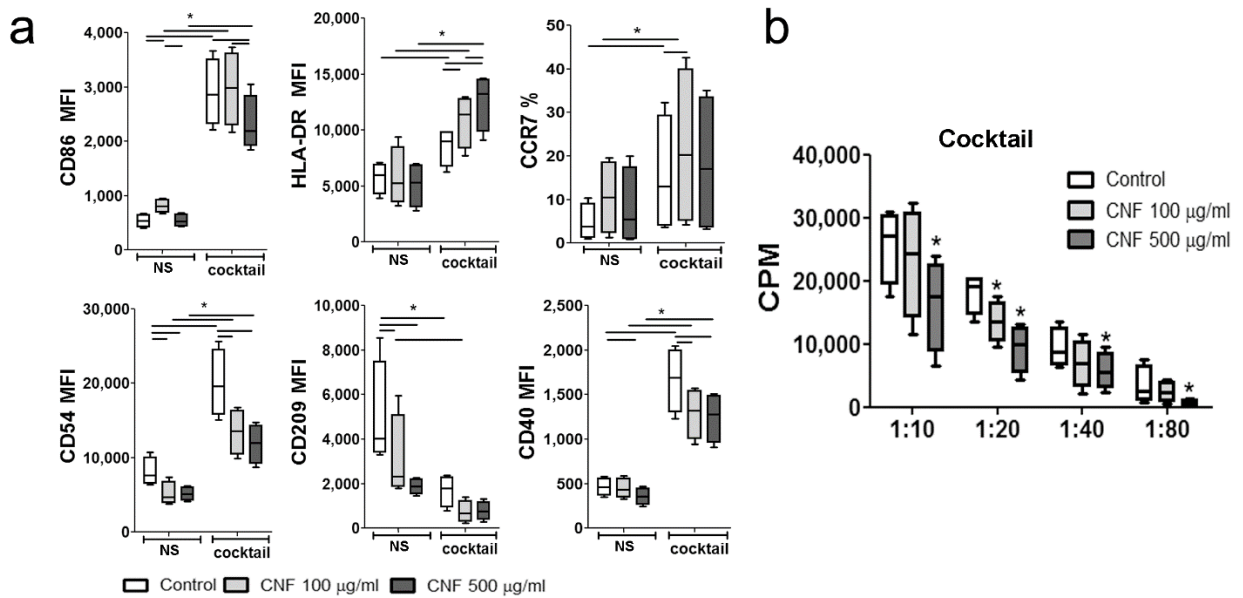 a
*
4,000
3,000
2,000
1,000
0
CD86 MFI
NS
cocktail
*
20,000
15,000
10,000
5,000
0
HLA-DR MFI
NS
cocktail
*
50
40
30
20
10
0
CCR7 %
NS
cocktail
*
30,000
20,000
10,000
0
CD54 MFI
NS
cocktail
*
10,000
8,000
6,000
4,000
2,000
0
CD209 MFI
NS
cocktail
*
2,500
2,000
1,500
1,000
500
0
CD40 MFI
NS
cocktail
Control CNF 100 µg/ml CNF 500 µg/ml
b
Cocktail
40,000
30,000
20,000
10,000
0
CPM
Control
CNF 100 µg/ml
CNF 500 µg/ml
*
* *
*
*
1:10 1:20 1:40 1:80